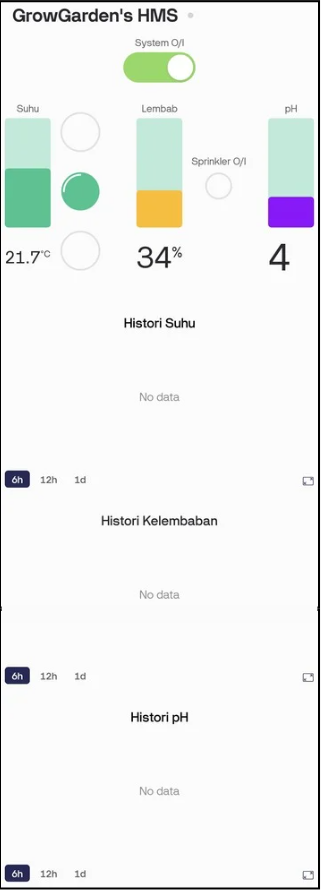 GrowGarden's HMS
System O/I
Suhu
Lembab
pH
Sprinkler O/I
21.7°C
34%
4
Histori Suhu
No data
6h 12h 1d
Histori Kelembaban
No data
6h 12h 1d
Histori pH
No data
6h 12h 1d